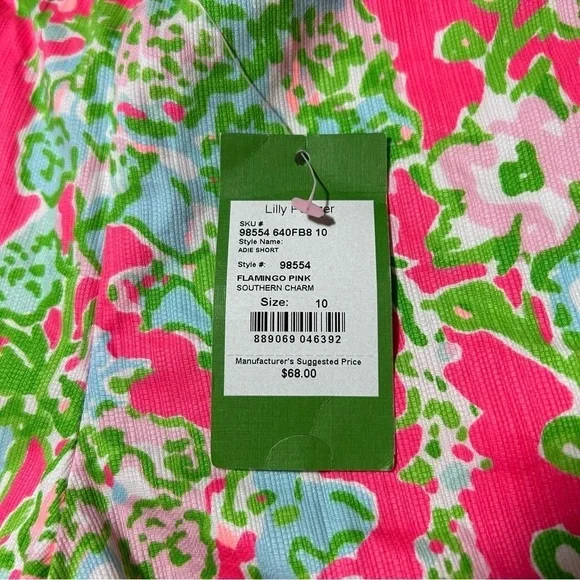 Lilly
SKU #
98554 640FB8 10
Style Name:
ADIE SHORT
Style #: 98554
FLAMINGO PINK
SOUTHERN CHARM
Size: 10
889069 046392
Manufacturer's Suggested Price
$68.00